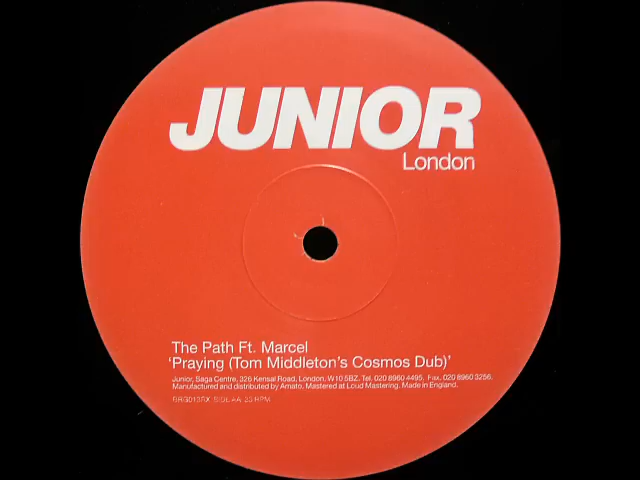 JUNIOR
London
The Path Ft. Marcel
'Praying (Tom Middleton's Cosmos Dub)'
Junior, Saga Centre, 326 Kensal Road, London, W10 5BZ. Tel. 020 8960 4495. Fax. 020 8960 3256.
Manufactured and distributed by Amato, Mastered at Loud Mastering. Made in England.
SIDE AA 33 RPM